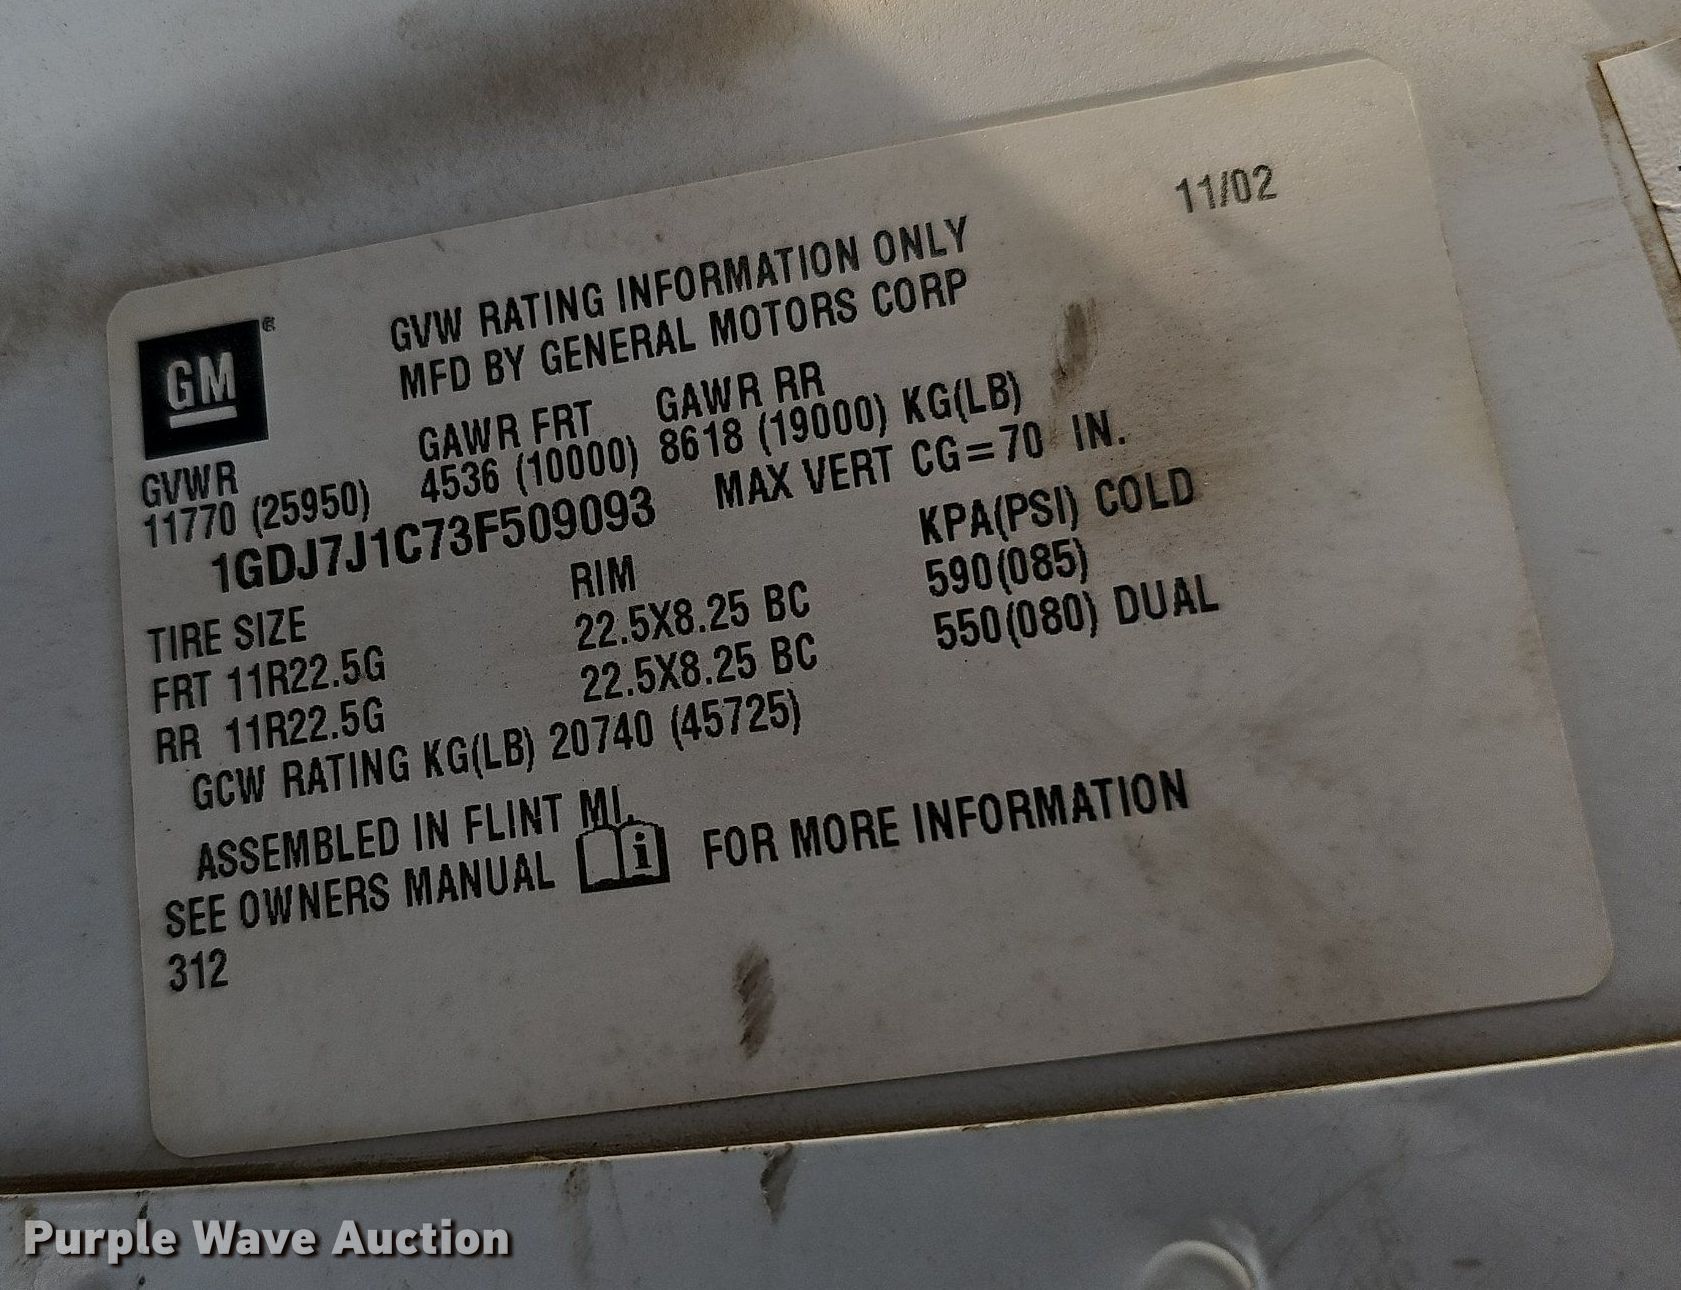 11/02
GM®
GVW RATING INFORMATION ONLY
MFD BY GENERAL MOTORS CORP
GVWR GAWR FRT GAWR RR
11770 (25950) 4536 (10000) 8618 (19000) KG(LB)
1GDJ7J1C73F509093 MAX VERT CG=70 IN.
TIRE SIZE RIM KPA(PSI) COLD
FRT 11R22.5G 22.5X8.25 BC 590(085)
RR 11R22.5G 22.5X8.25 BC 550(080) DUAL
GCW RATING KG(LB) 20740 (45725)
ASSEMBLED IN FLINT MI.
SEE OWNERS MANUAL i FOR MORE INFORMATION
312
Purple Wave Auction